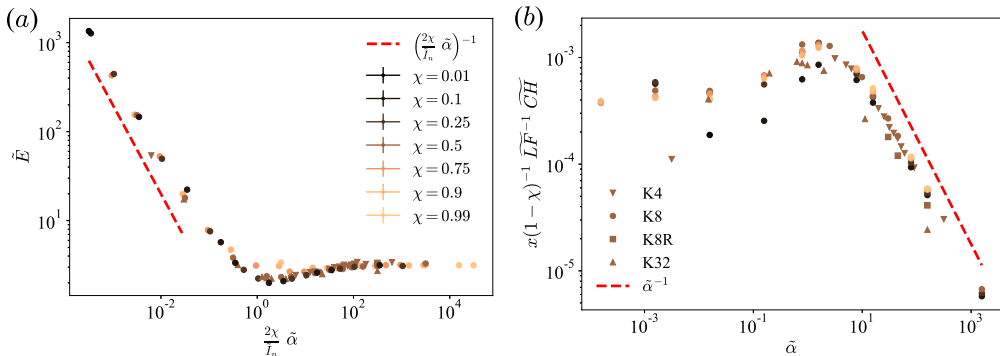 (a)
10³
10²
10¹
Ẽ
(2χ/Ĩₙ α̃)⁻¹
χ = 0.01
χ = 0.1
χ = 0.25
χ = 0.5
χ = 0.75
χ = 0.9
χ = 0.99
10⁻² 10⁰ 10² 10⁴
2χ/Ĩₙ α̃
(b)
10⁻³
10⁻⁴
10⁻⁵
x(1 − χ)⁻¹ L͠F⁻¹ C͠H
K4
K8
K8R
K32
α̃⁻¹
10⁻³ 10⁻¹ 10¹ 10³
α̃